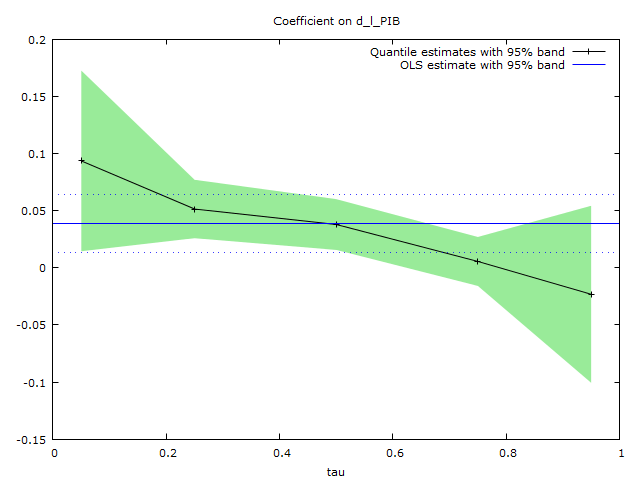 Coefficient on d_l_PIB
Quantile estimates with 95% band
OLS estimate with 95% band
0.2
0.15
0.1
0.05
0
-0.05
-0.1
-0.15
0 0.2 0.4 0.6 0.8 1
tau